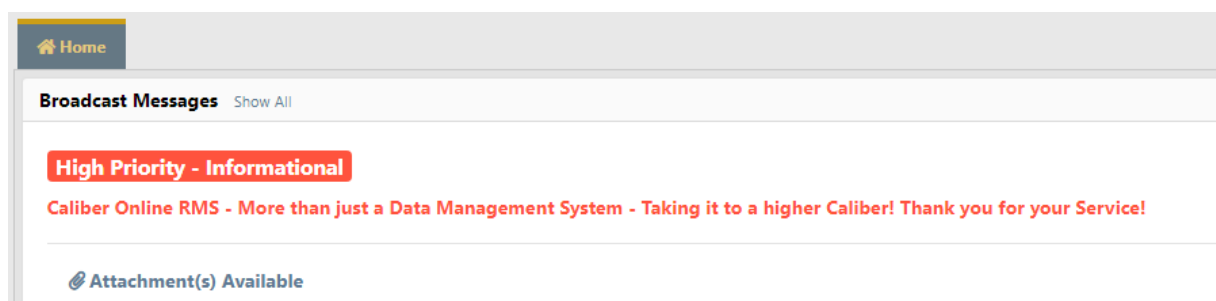 Home
Broadcast Messages Show All
High Priority - Informational
Caliber Online RMS - More than just a Data Management System - Taking it to a higher Caliber! Thank you for your Service!
Attachment(s) Available